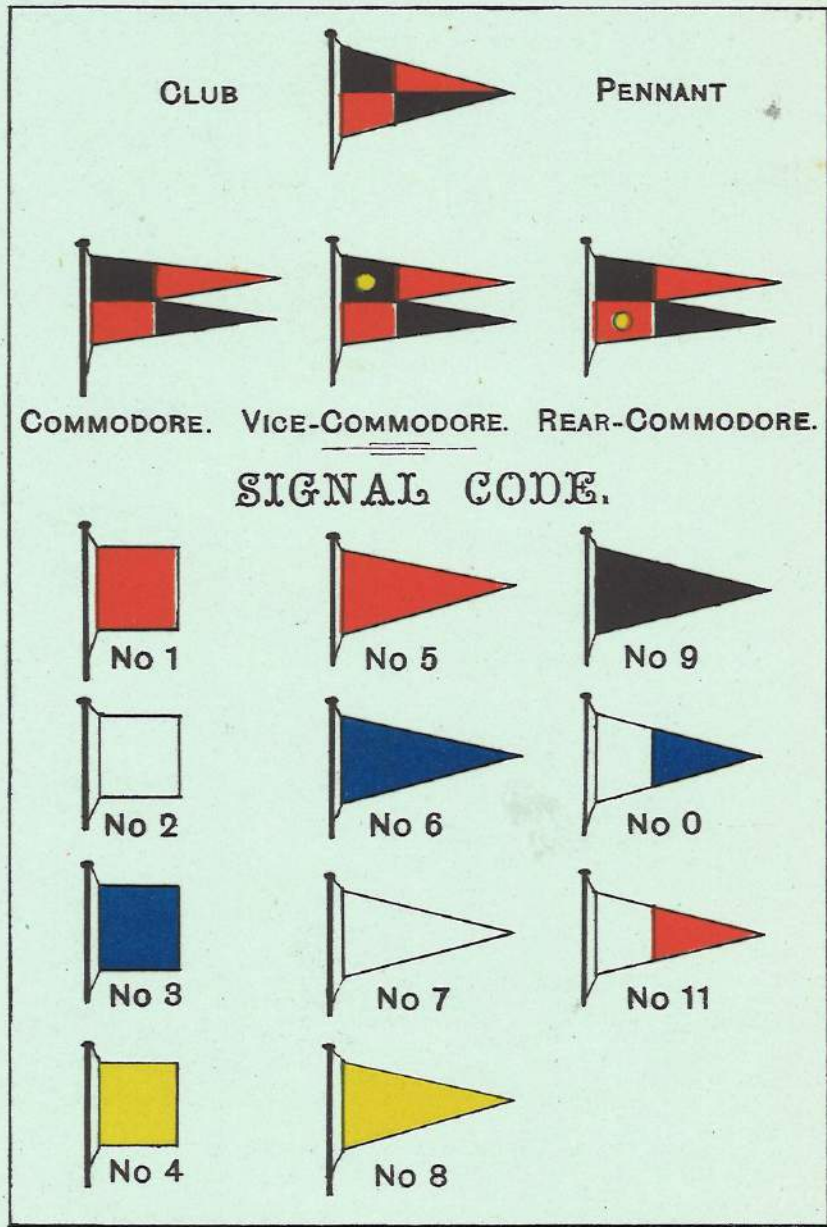 CLUB PENNANT
COMMODORE. VICE-COMMODORE. REAR-COMMODORE.
SIGNAL CODE.
No 1 No 5 No 9
No 2 No 6 No 0
No 3 No 7 No 11
No 4 No 8